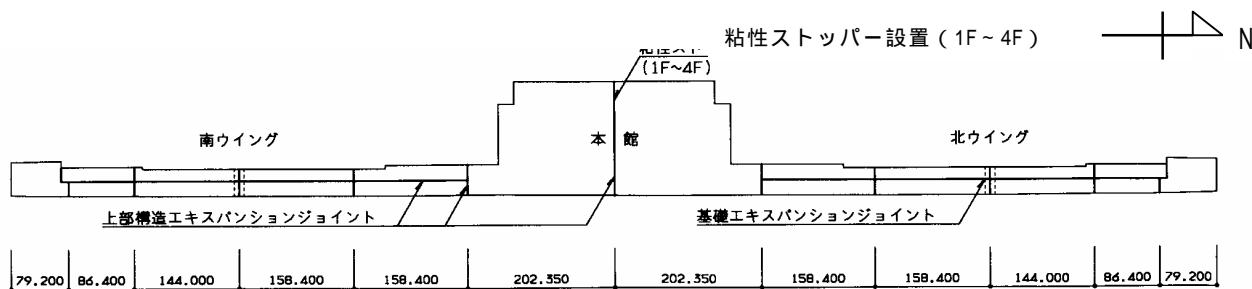 粘性ストッパー設置（1F～4F）
N
(1F~4F)
南ウイング
本館
北ウイング
上部構造エキスパンションジョイント
基礎エキスパンションジョイント
79.200 86.400 144.000 158.400 158.400 202.350 202.350 158.400 158.400 144.000 86.400 79.200